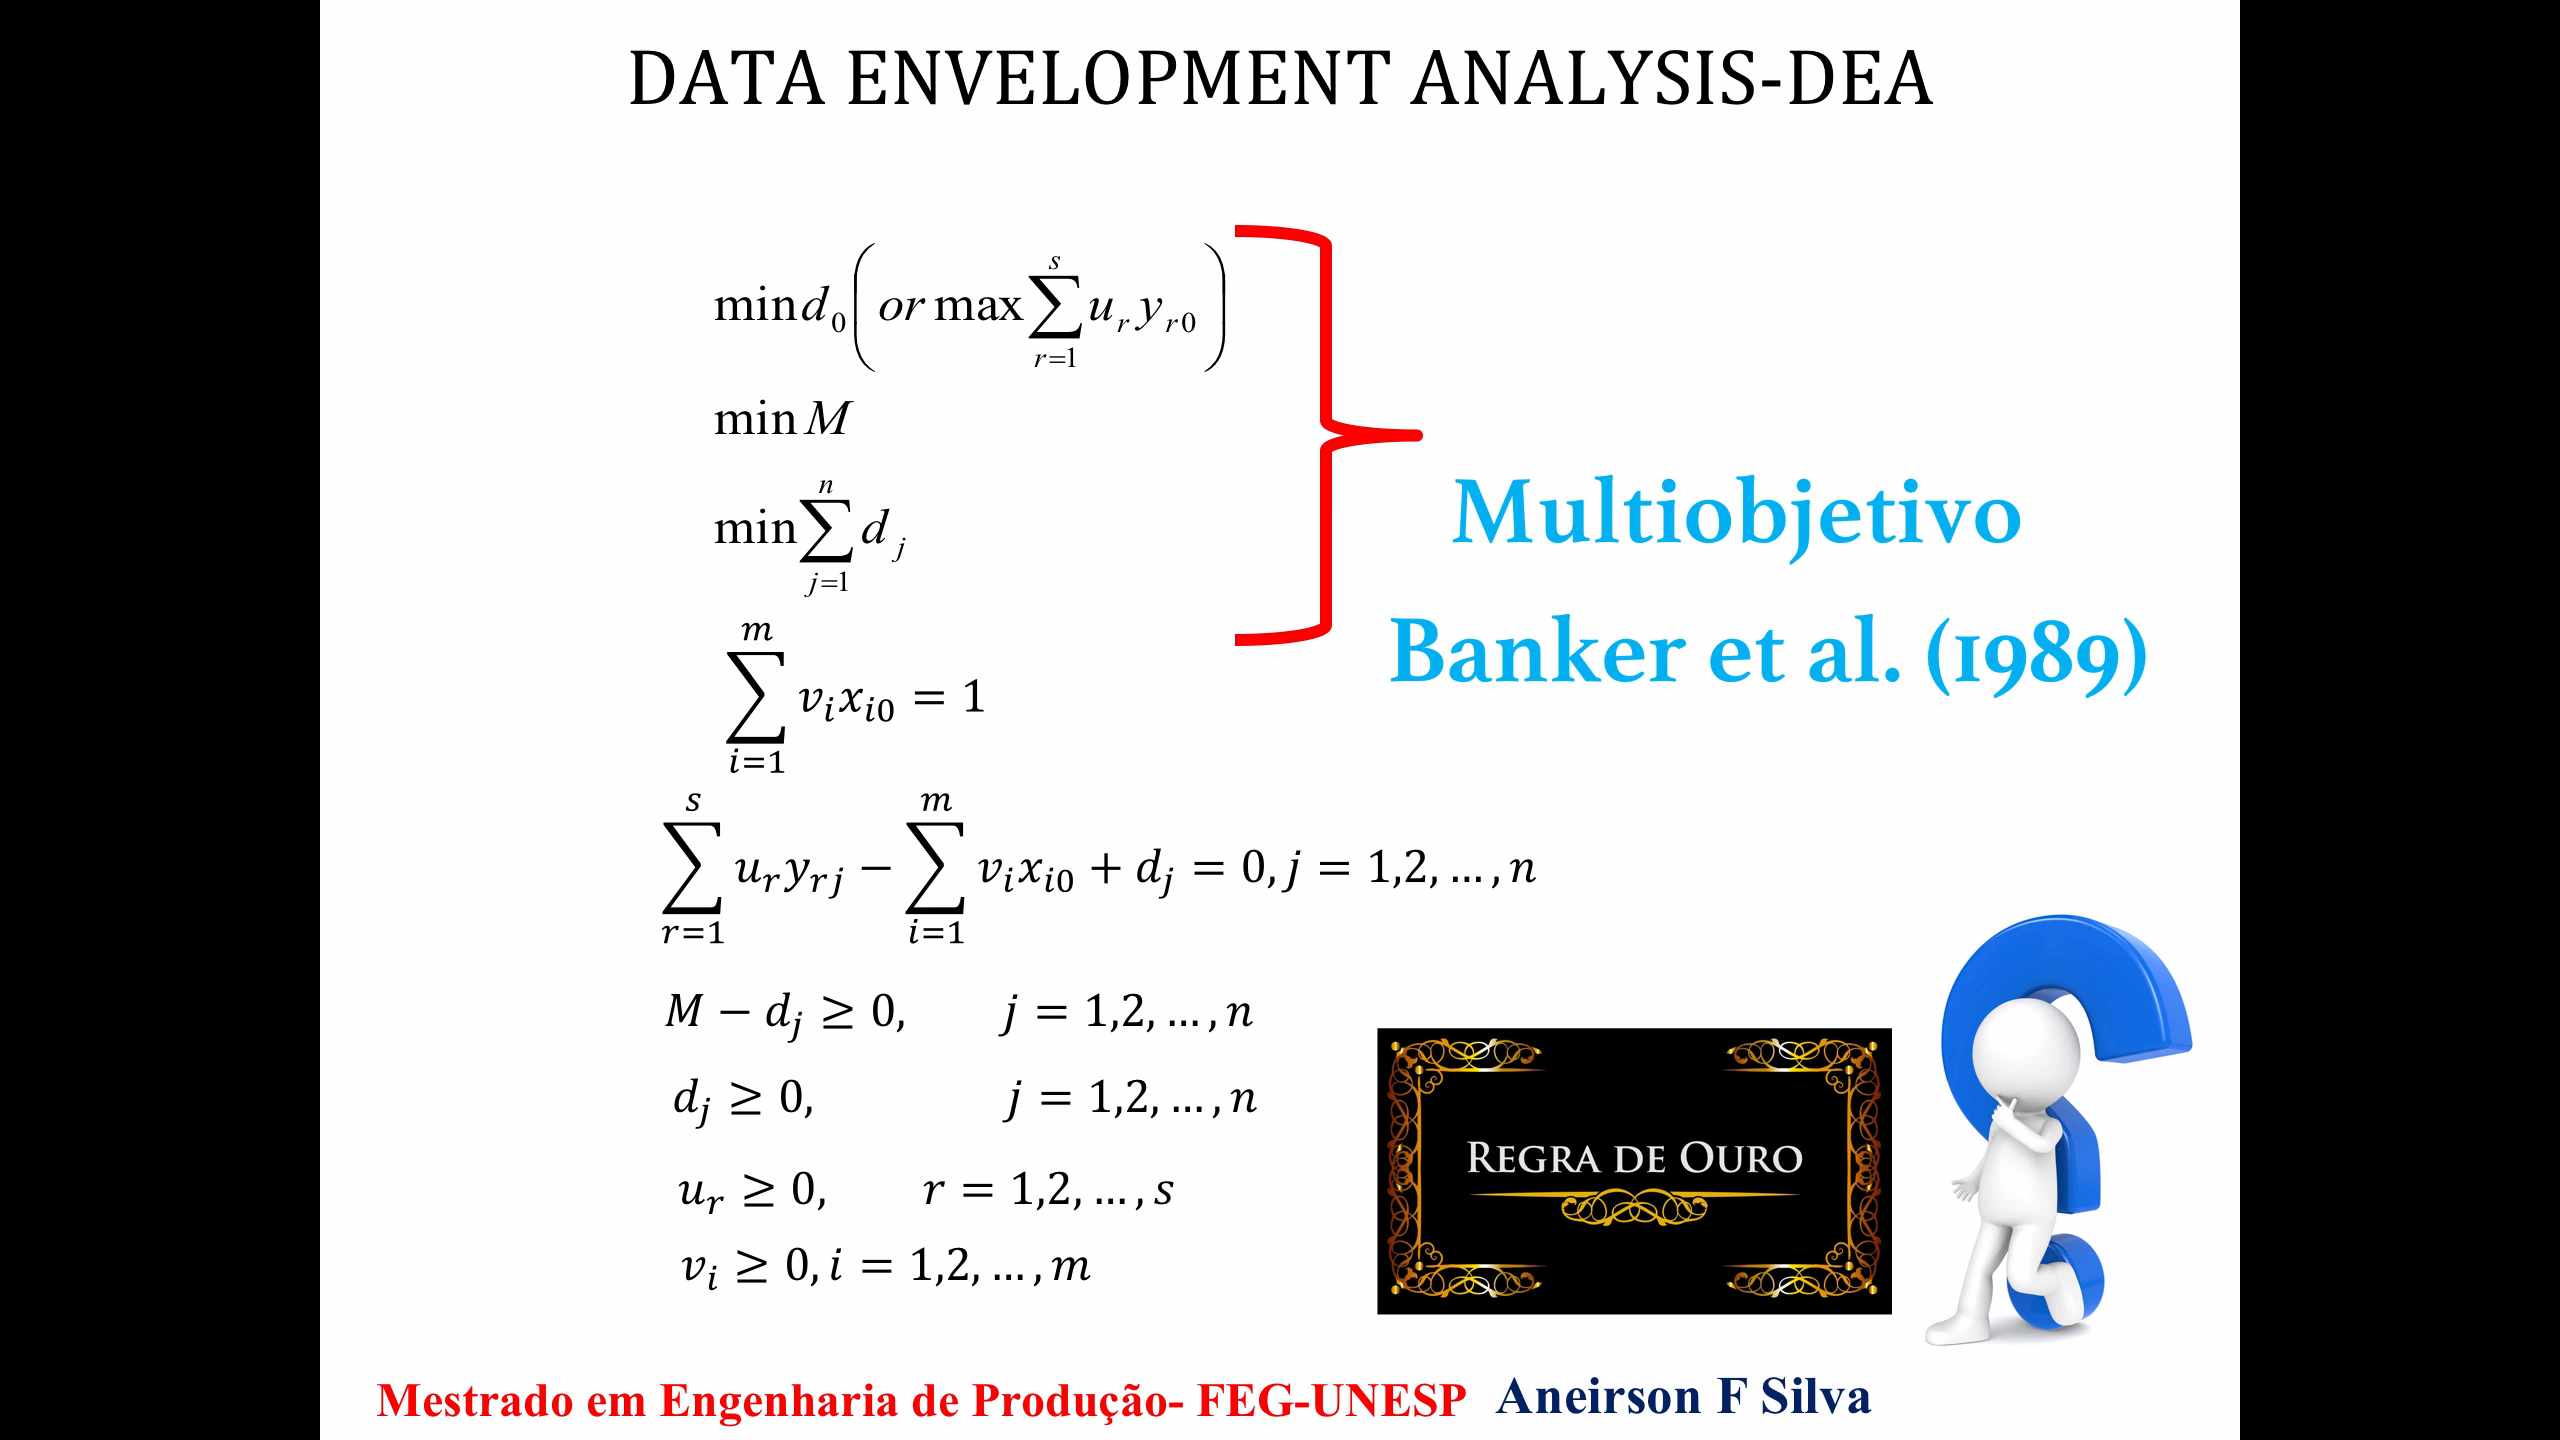 DATA ENVELOPMENT ANALYSIS-DEA
min d₀ ( or max ∑_{r=1}^{s} u_r y_{r0} )
min M
min ∑_{j=1}^{n} d_j
∑_{i=1}^{m} v_i x_{i0} = 1
∑_{r=1}^{s} u_r y_{rj} − ∑_{i=1}^{m} v_i x_{i0} + d_j = 0, j = 1,2, … , n
M − d_j ≥ 0, j = 1,2, … , n
d_j ≥ 0, j = 1,2, … , n
u_r ≥ 0, r = 1,2, … , s
v_i ≥ 0, i = 1,2, … , m
Multiobjetivo
Banker et al. (1989)
REGRA DE OURO
Mestrado em Engenharia de Produção- FEG-UNESP Aneirson F Silva